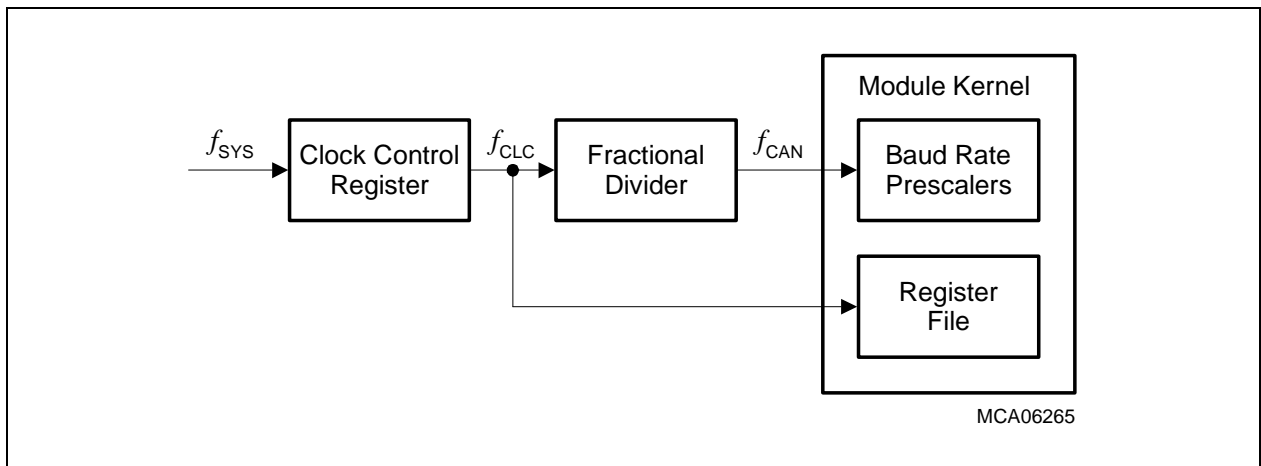 Module Kernel
fSYS
Clock Control
Register
fCLC
Fractional
Divider
fCAN
Baud Rate
Prescalers
Register
File
MCA06265